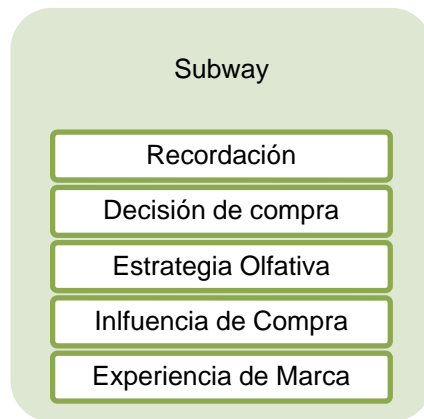 Subway
Recordación
Decisión de compra
Estrategia Olfativa
Inlfuencia de Compra
Experiencia de Marca